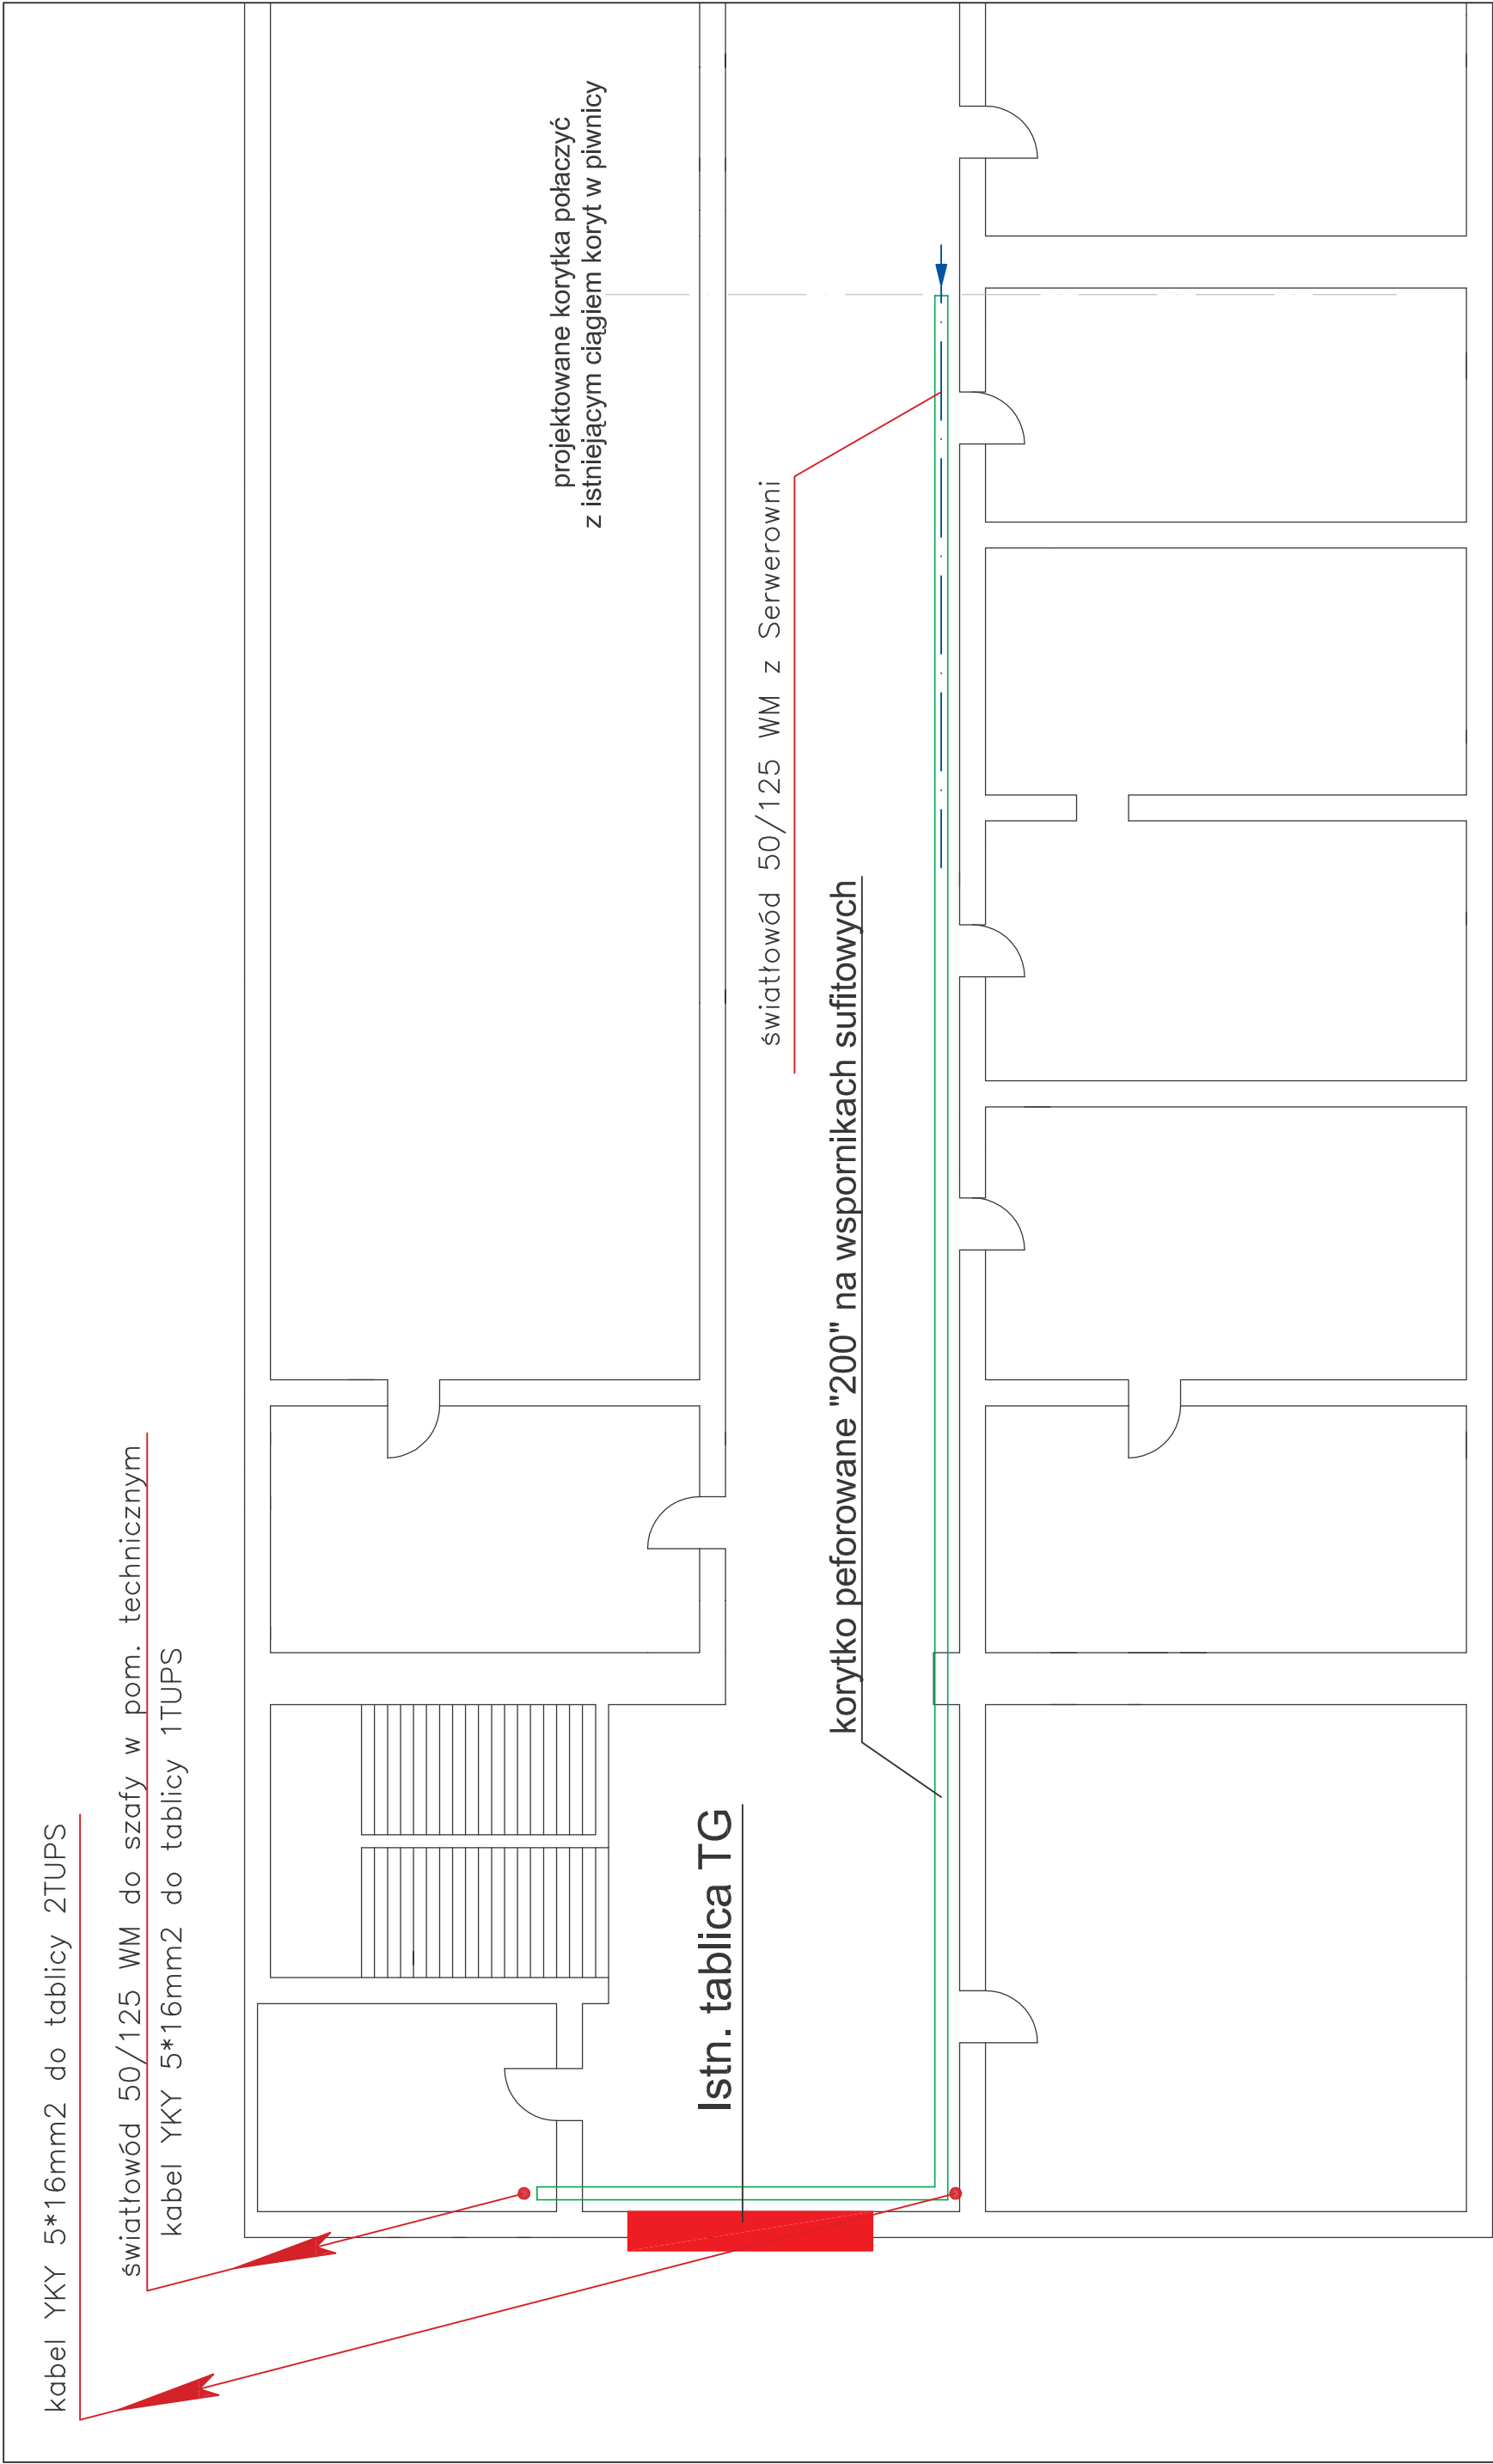 kabel YKY 5*16mm2 do tablicy 2TUPS
światłowód 50/125 WM do szafy w pom. technicznym
kabel YKY 5*16mm2 do tablicy 1TUPS
projektowane korytka połaczyć
z istniejącym ciągiem koryt w piwnicy
Istn. tablica TG
światłowód 50/125 WM z Serwerowni
korytko peforowane "200" na wspornikach sufitowych